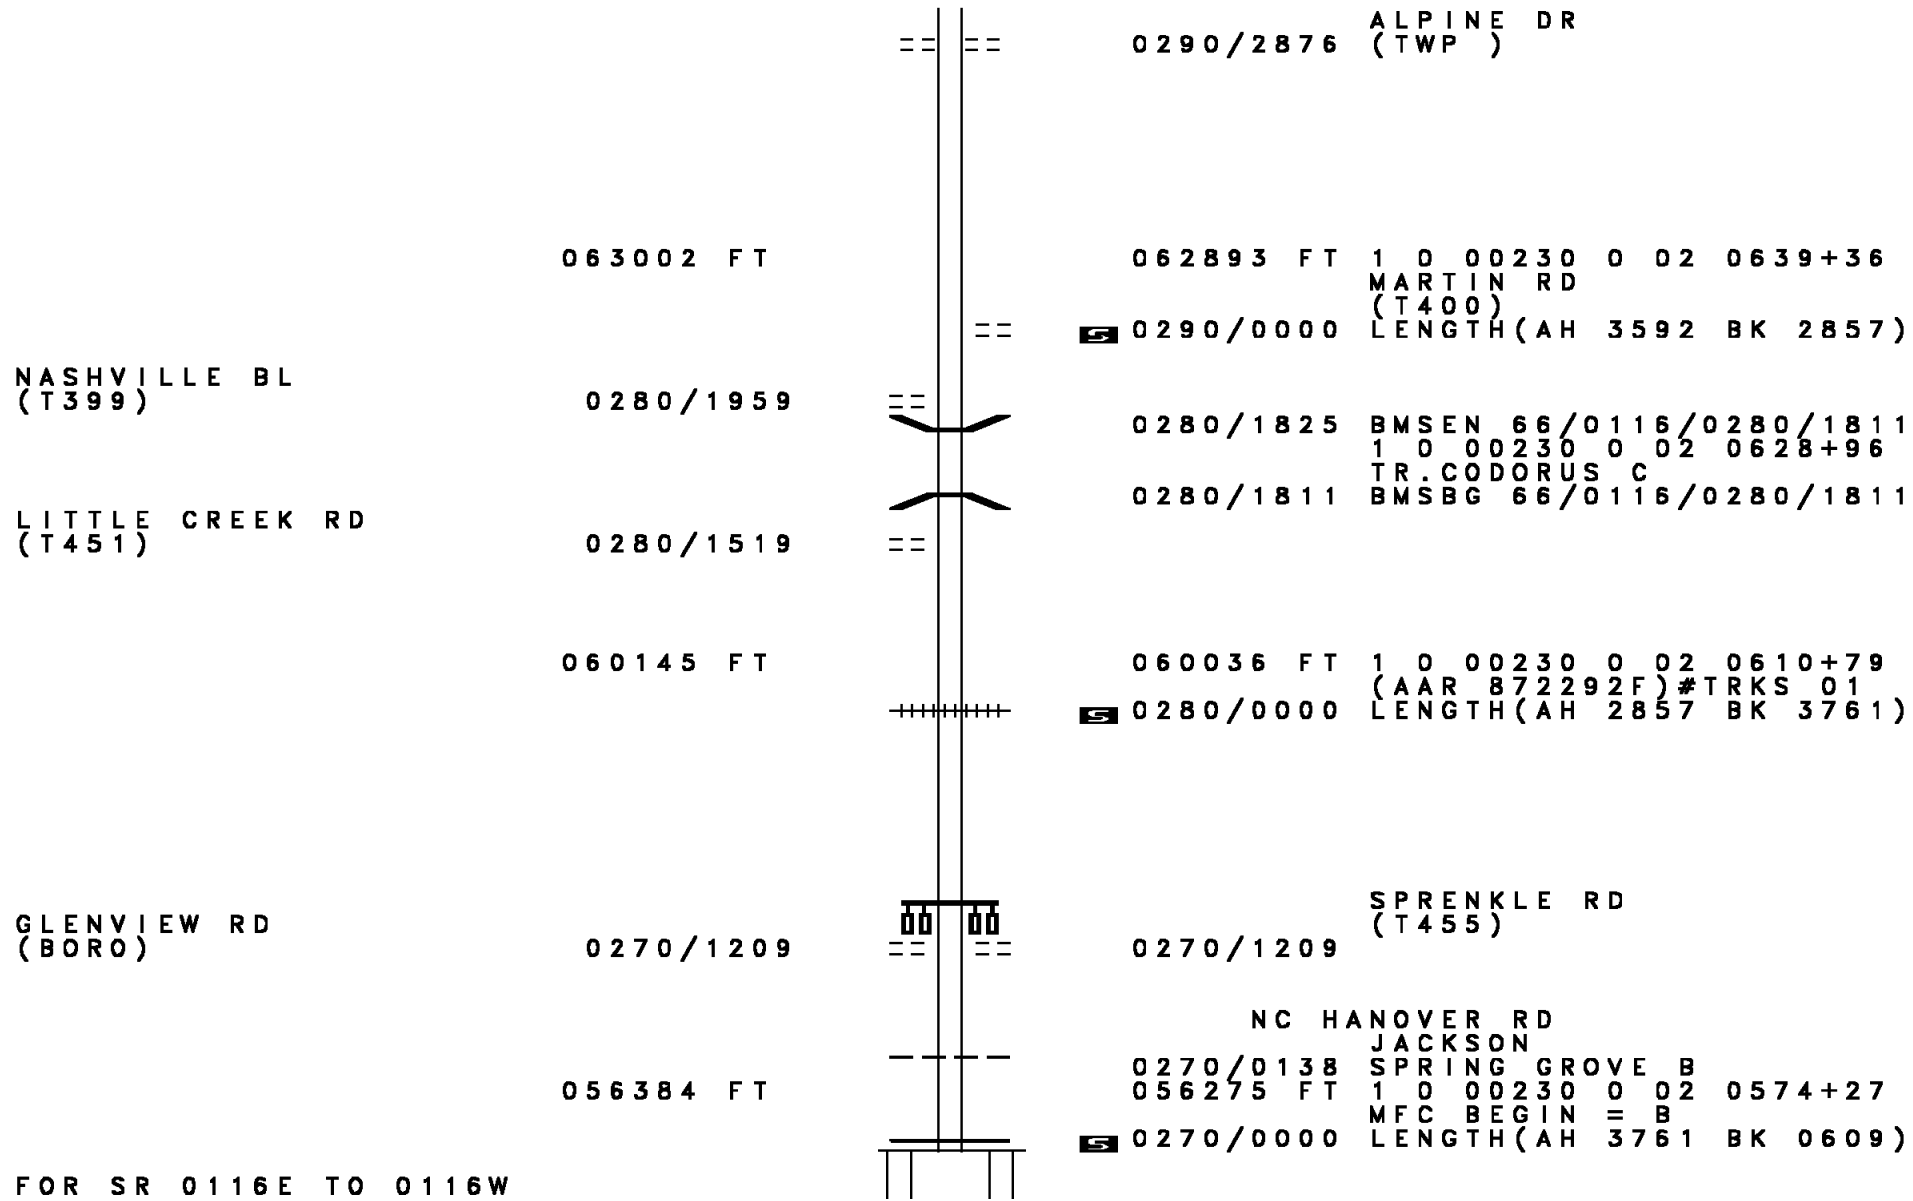 ALPINE DR
0290/2876 (TWP )
063002 FT 062893 FT 1 0 00230 0 02 0639+36
MARTIN RD
(T400)
S 0290/0000 LENGTH(AH 3592 BK 2857)
NASHVILLE BL
(T399) 0280/1959
0280/1825 BMSEN 66/0116/0280/1811
1 0 00230 0 02 0628+96
TR.CODORUS C
0280/1811 BMSBG 66/0116/0280/1811
LITTLE CREEK RD
(T451) 0280/1519
060145 FT 060036 FT 1 0 00230 0 02 0610+79
(AAR 872292F)#TRKS 01
S 0280/0000 LENGTH(AH 2857 BK 3761)
SPRENKLE RD
GLENVIEW RD (T455)
(BORO) 0270/1209 0270/1209
NC HANOVER RD
JACKSON
0270/0138 SPRING GROVE B
056384 FT 056275 FT 1 0 00230 0 02 0574+27
MFC BEGIN = B
S 0270/0000 LENGTH(AH 3761 BK 0609)
FOR SR 0116E TO 0116W